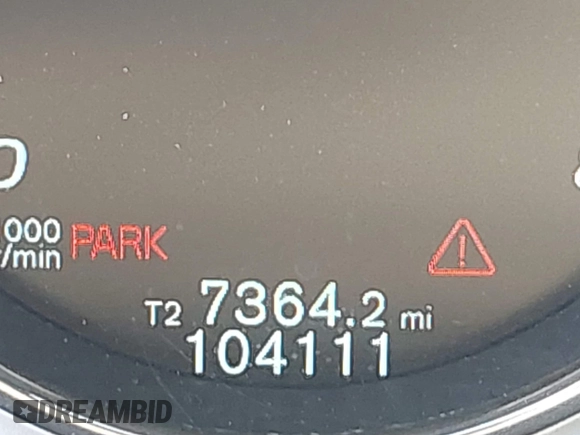 000
/min
PARK
T2 7364.2 mi
104111
DREAMBID